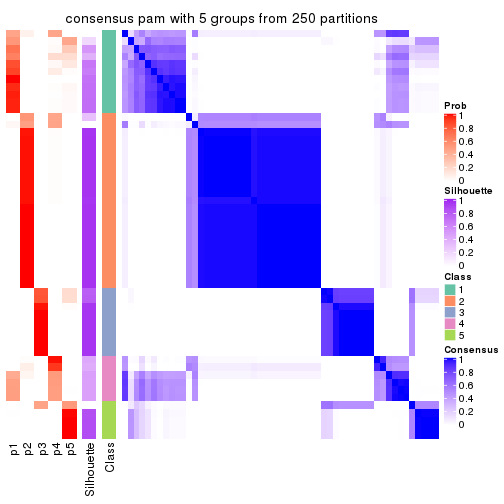 consensus pam with 5 groups from 250 partitions
Prob
1
0.8
0.6
0.4
0.2
0
Silhouette
1
0.8
0.6
0.4
0.2
0
Class
1
2
3
4
5
Consensus
1
0.8
0.6
0.4
0.2
0
p1
p2
p3
p4
p5
Silhouette
Class